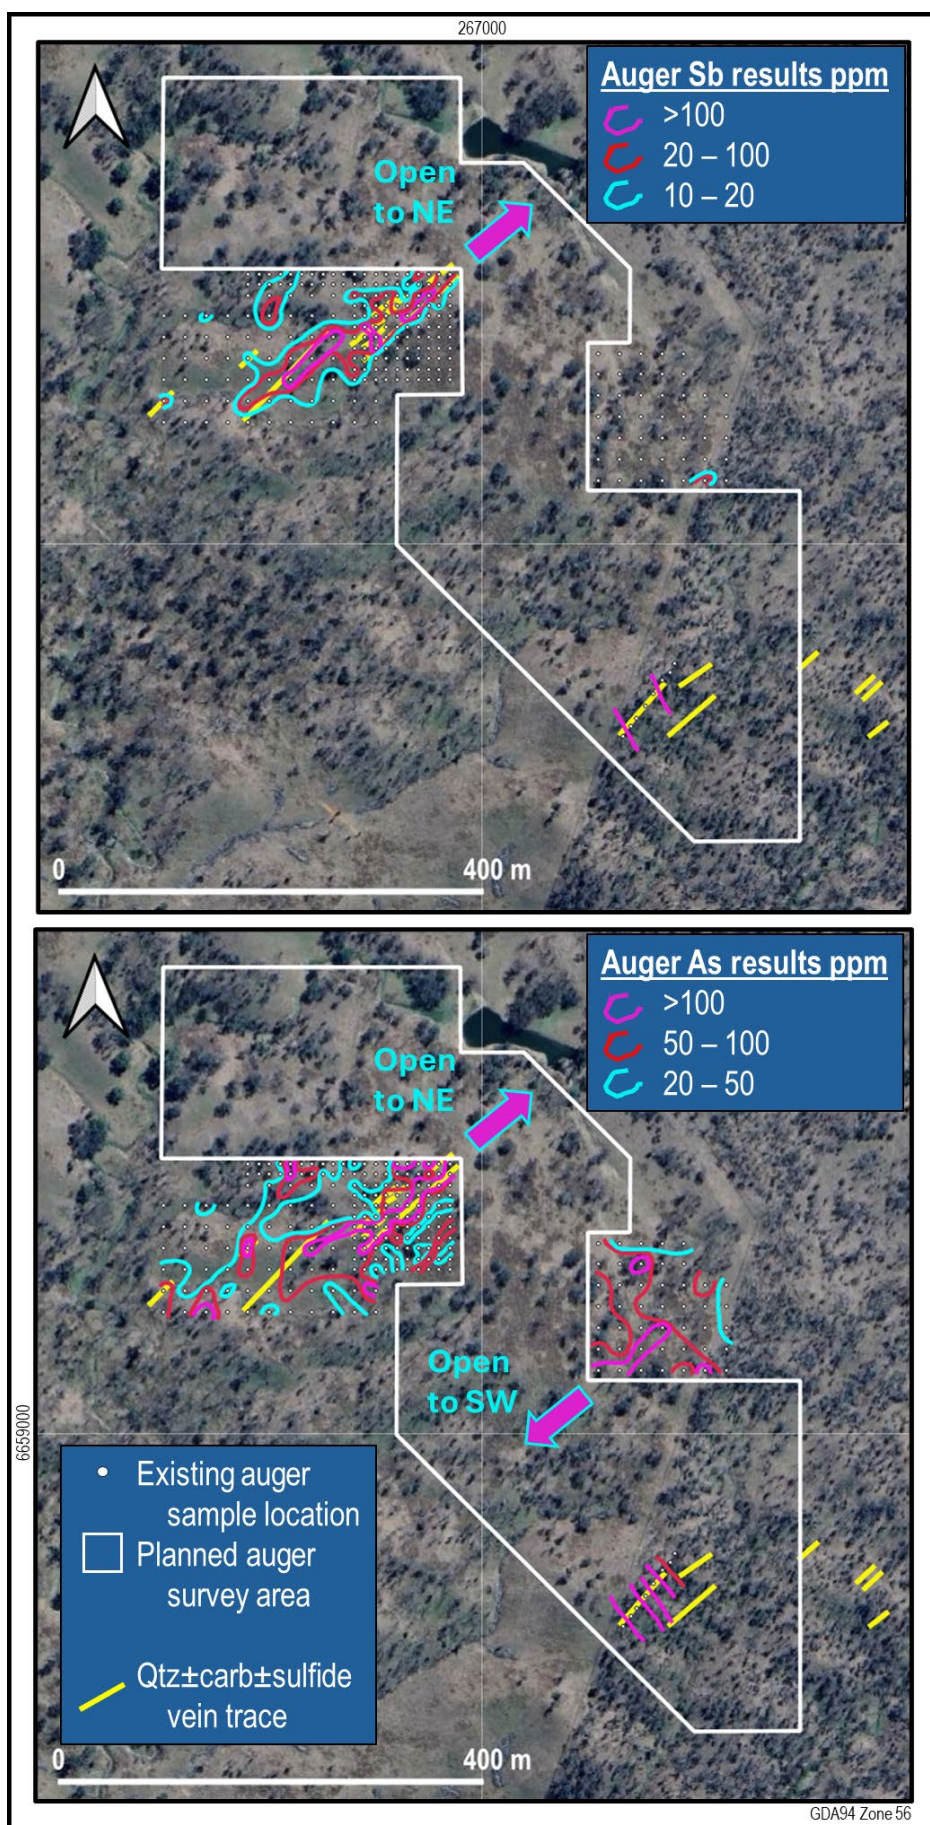 267000
Auger Sb results ppm
>100
20 – 100
10 – 20
Open
to NE
0
400 m
Auger As results ppm
>100
50 – 100
20 – 50
Open
to NE
Open
to SW
6659000
Existing auger
sample location
Planned auger
survey area
Qtz±carb±sulfide
vein trace
0
400 m
GDA94 Zone 56